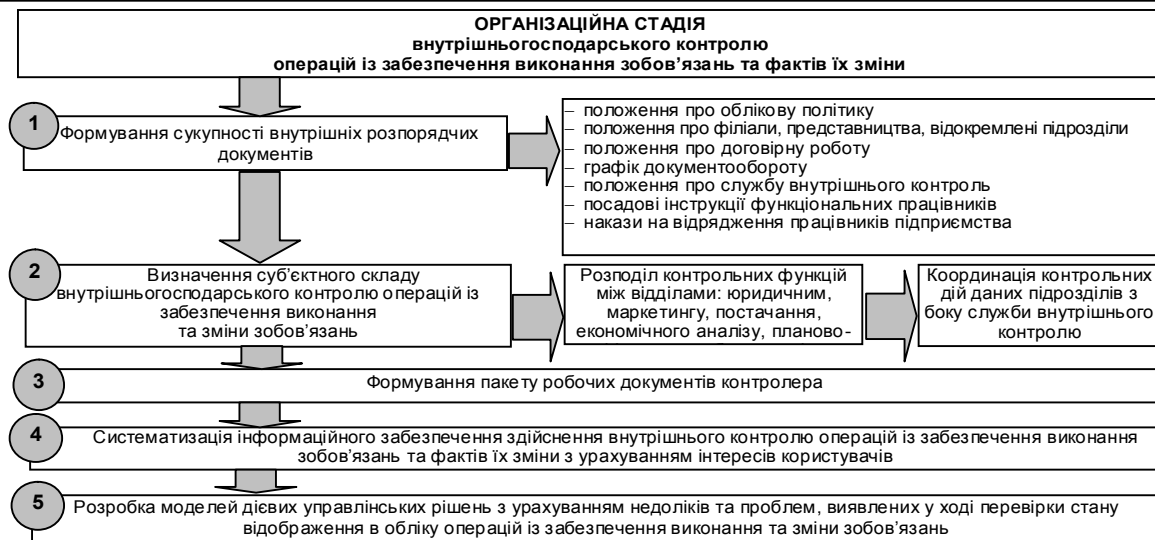 ОРГАНІЗАЦІЙНА СТАДІЯ
внутрішньогосподарського контролю
операцій із забезпечення виконання зобов’язань та фактів їх зміни
1
Формування сукупності внутрішніх розпорядчих
документів
– положення про облікову політику
– положення про філіали, представництва, відокремлені підрозділи
– положення про договірну роботу
– графік документообороту
– положення про службу внутрішнього контроль
– посадові інструкції функціональних працівників
– накази на відрядження працівників підприємства
2
Визначення суб’єктного складу
внутрішньогосподарського контролю операцій із
забезпечення виконання
та зміни зобов’язань
Розподіл контрольних функцій
між відділами: юридичним,
маркетингу, постачання,
економічного аналізу, планово-
Координація контрольних
дій даних підрозділів з
боку служби внутрішнього
контролю
3
Формування пакету робочих документів контролера
4
Систематизація інформаційного забезпечення здійснення внутрішнього контролю операцій із забезпечення виконання
зобов’язань та фактів їх зміни з урахуванням інтересів користувачів
5
Розробка моделей дієвих управлінських рішень з урахуванням недоліків та проблем, виявлених у ході перевірки стану
відображення в обліку операцій із забезпечення виконання та зміни зобов’язань